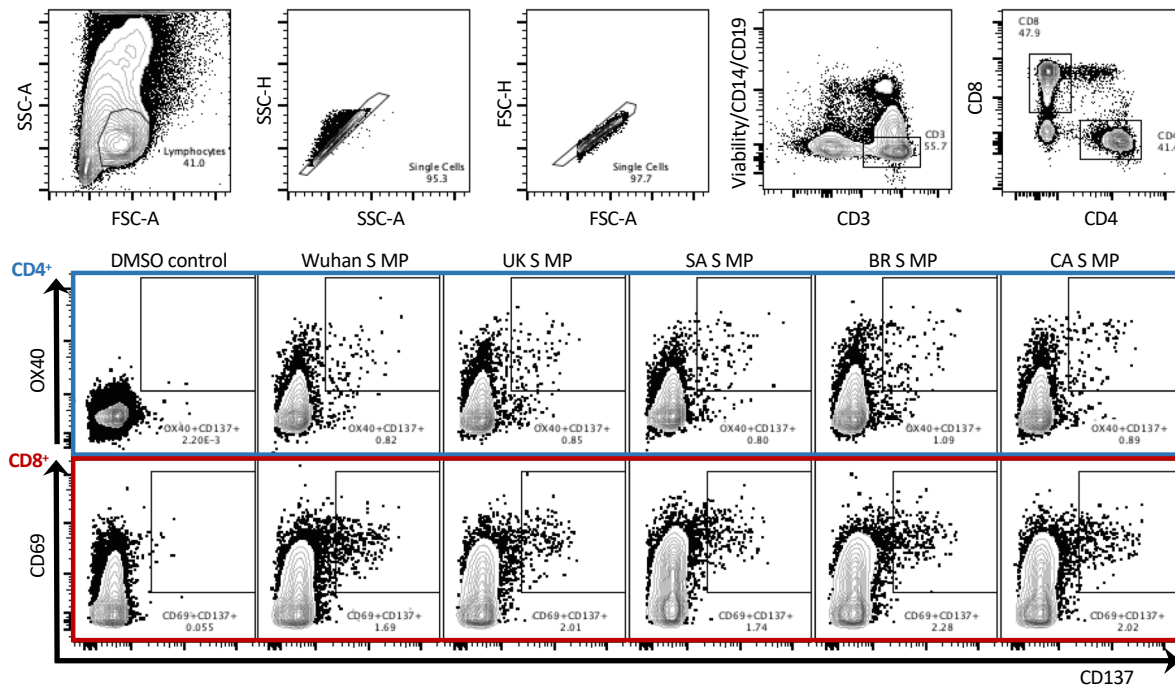 SSC-A
Lymphocytes
41.0
FSC-A
SSC-H
Single Cells
95.3
SSC-A
FSC-H
Single Cells
97.7
FSC-A
Viability/CD14/CD19
CD3
55.7
CD3
CD8
CD8
47.9
CD4
DMSO control
Wuhan S MP
UK S MP
SA S MP
BR S MP
CA S MP
CD4⁺
OX40
OX40+CD137+
2.20E-3
OX40+CD137+
0.82
OX40+CD137+
0.85
OX40+CD137+
0.80
OX40+CD137+
1.09
OX40+CD137+
0.89
CD8⁺
CD69
CD69+CD137+
0.055
CD69+CD137+
1.69
CD69+CD137+
2.01
CD69+CD137+
1.74
CD69+CD137+
2.28
CD69+CD137+
2.02
CD137